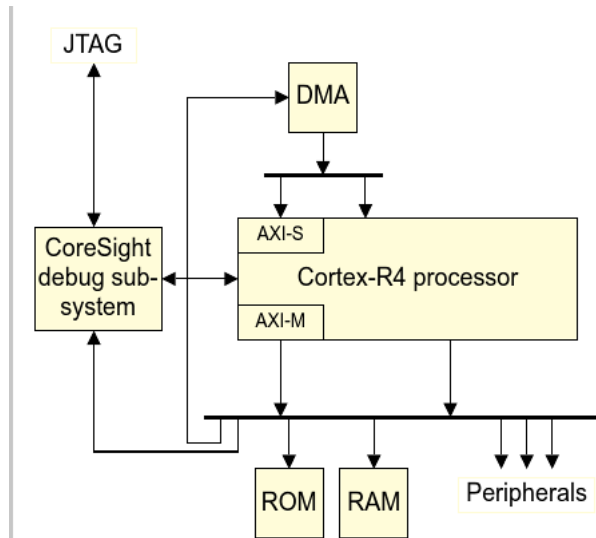 JTAG
DMA
AXI-S
CoreSight
debug sub-
system
Cortex-R4 processor
AXI-M
ROM
RAM
Peripherals